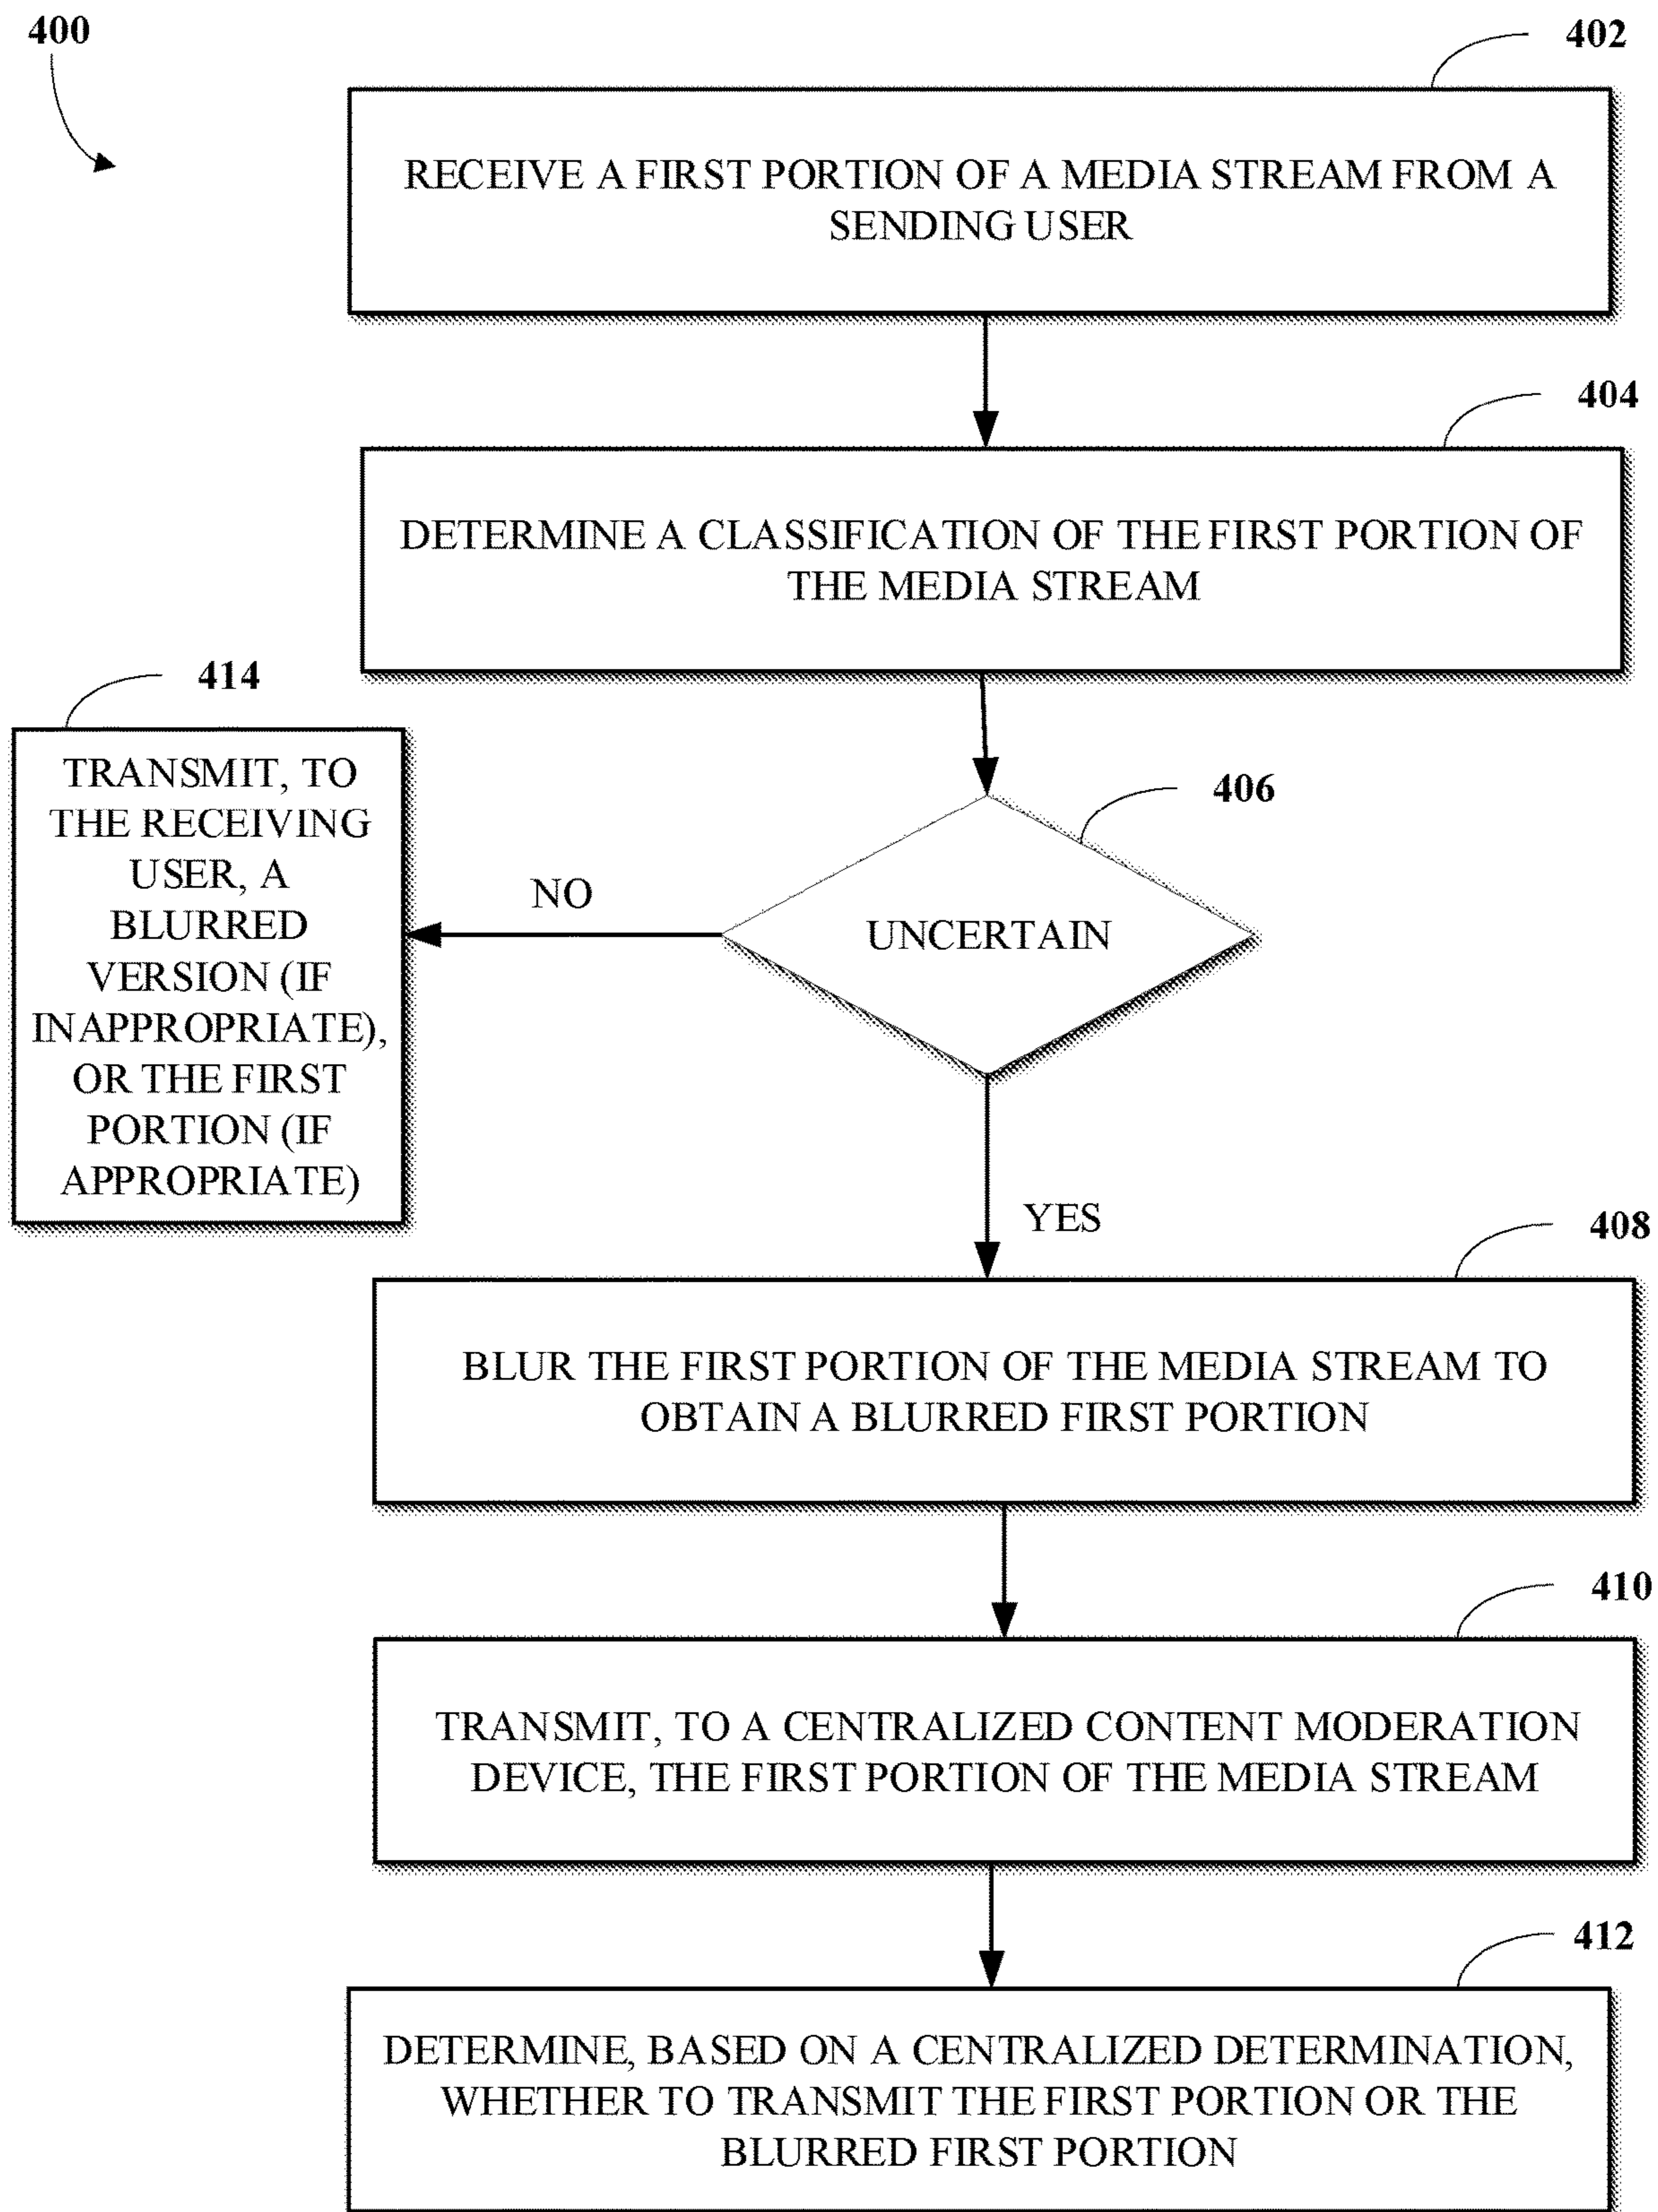 400
402
RECEIVE A FIRST PORTION OF A MEDIA STREAM FROM A
SENDING USER
404
DETERMINE A CLASSIFICATION OF THE FIRST PORTION OF
THE MEDIA STREAM
414
TRANSMIT, TO
THE RECEIVING
USER, A
BLURRED
VERSION (IF
INAPPROPRIATE),
OR THE FIRST
PORTION (IF
APPROPRIATE)
406
NO
UNCERTAIN
YES
408
BLUR THE FIRST PORTION OF THE MEDIA STREAM TO
OBTAIN A BLURRED FIRST PORTION
410
TRANSMIT, TO A CENTRALIZED CONTENT MODERATION
DEVICE, THE FIRST PORTION OF THE MEDIA STREAM
412
DETERMINE, BASED ON A CENTRALIZED DETERMINATION,
WHETHER TO TRANSMIT THE FIRST PORTION OR THE
BLURRED FIRST PORTION